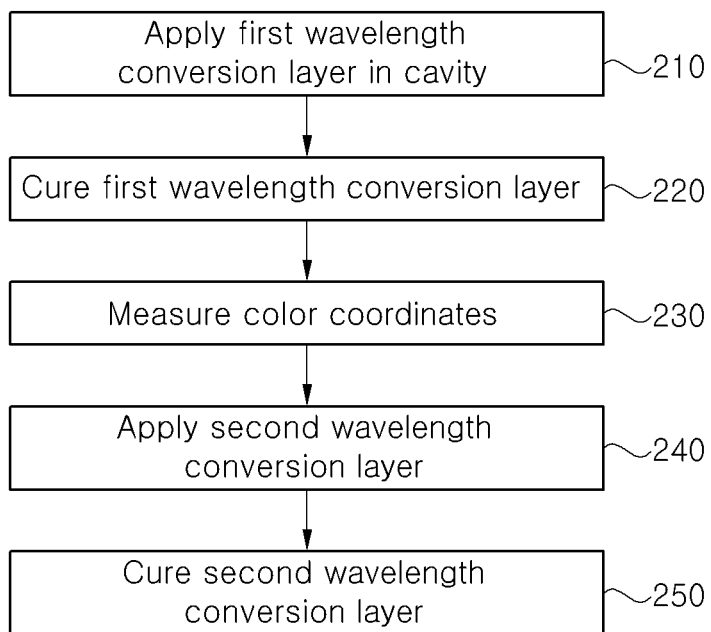 Apply first wavelength
conversion layer in cavity
210
Cure first wavelength conversion layer
220
Measure color coordinates
230
Apply second wavelength
conversion layer
240
Cure second wavelength
conversion layer
250